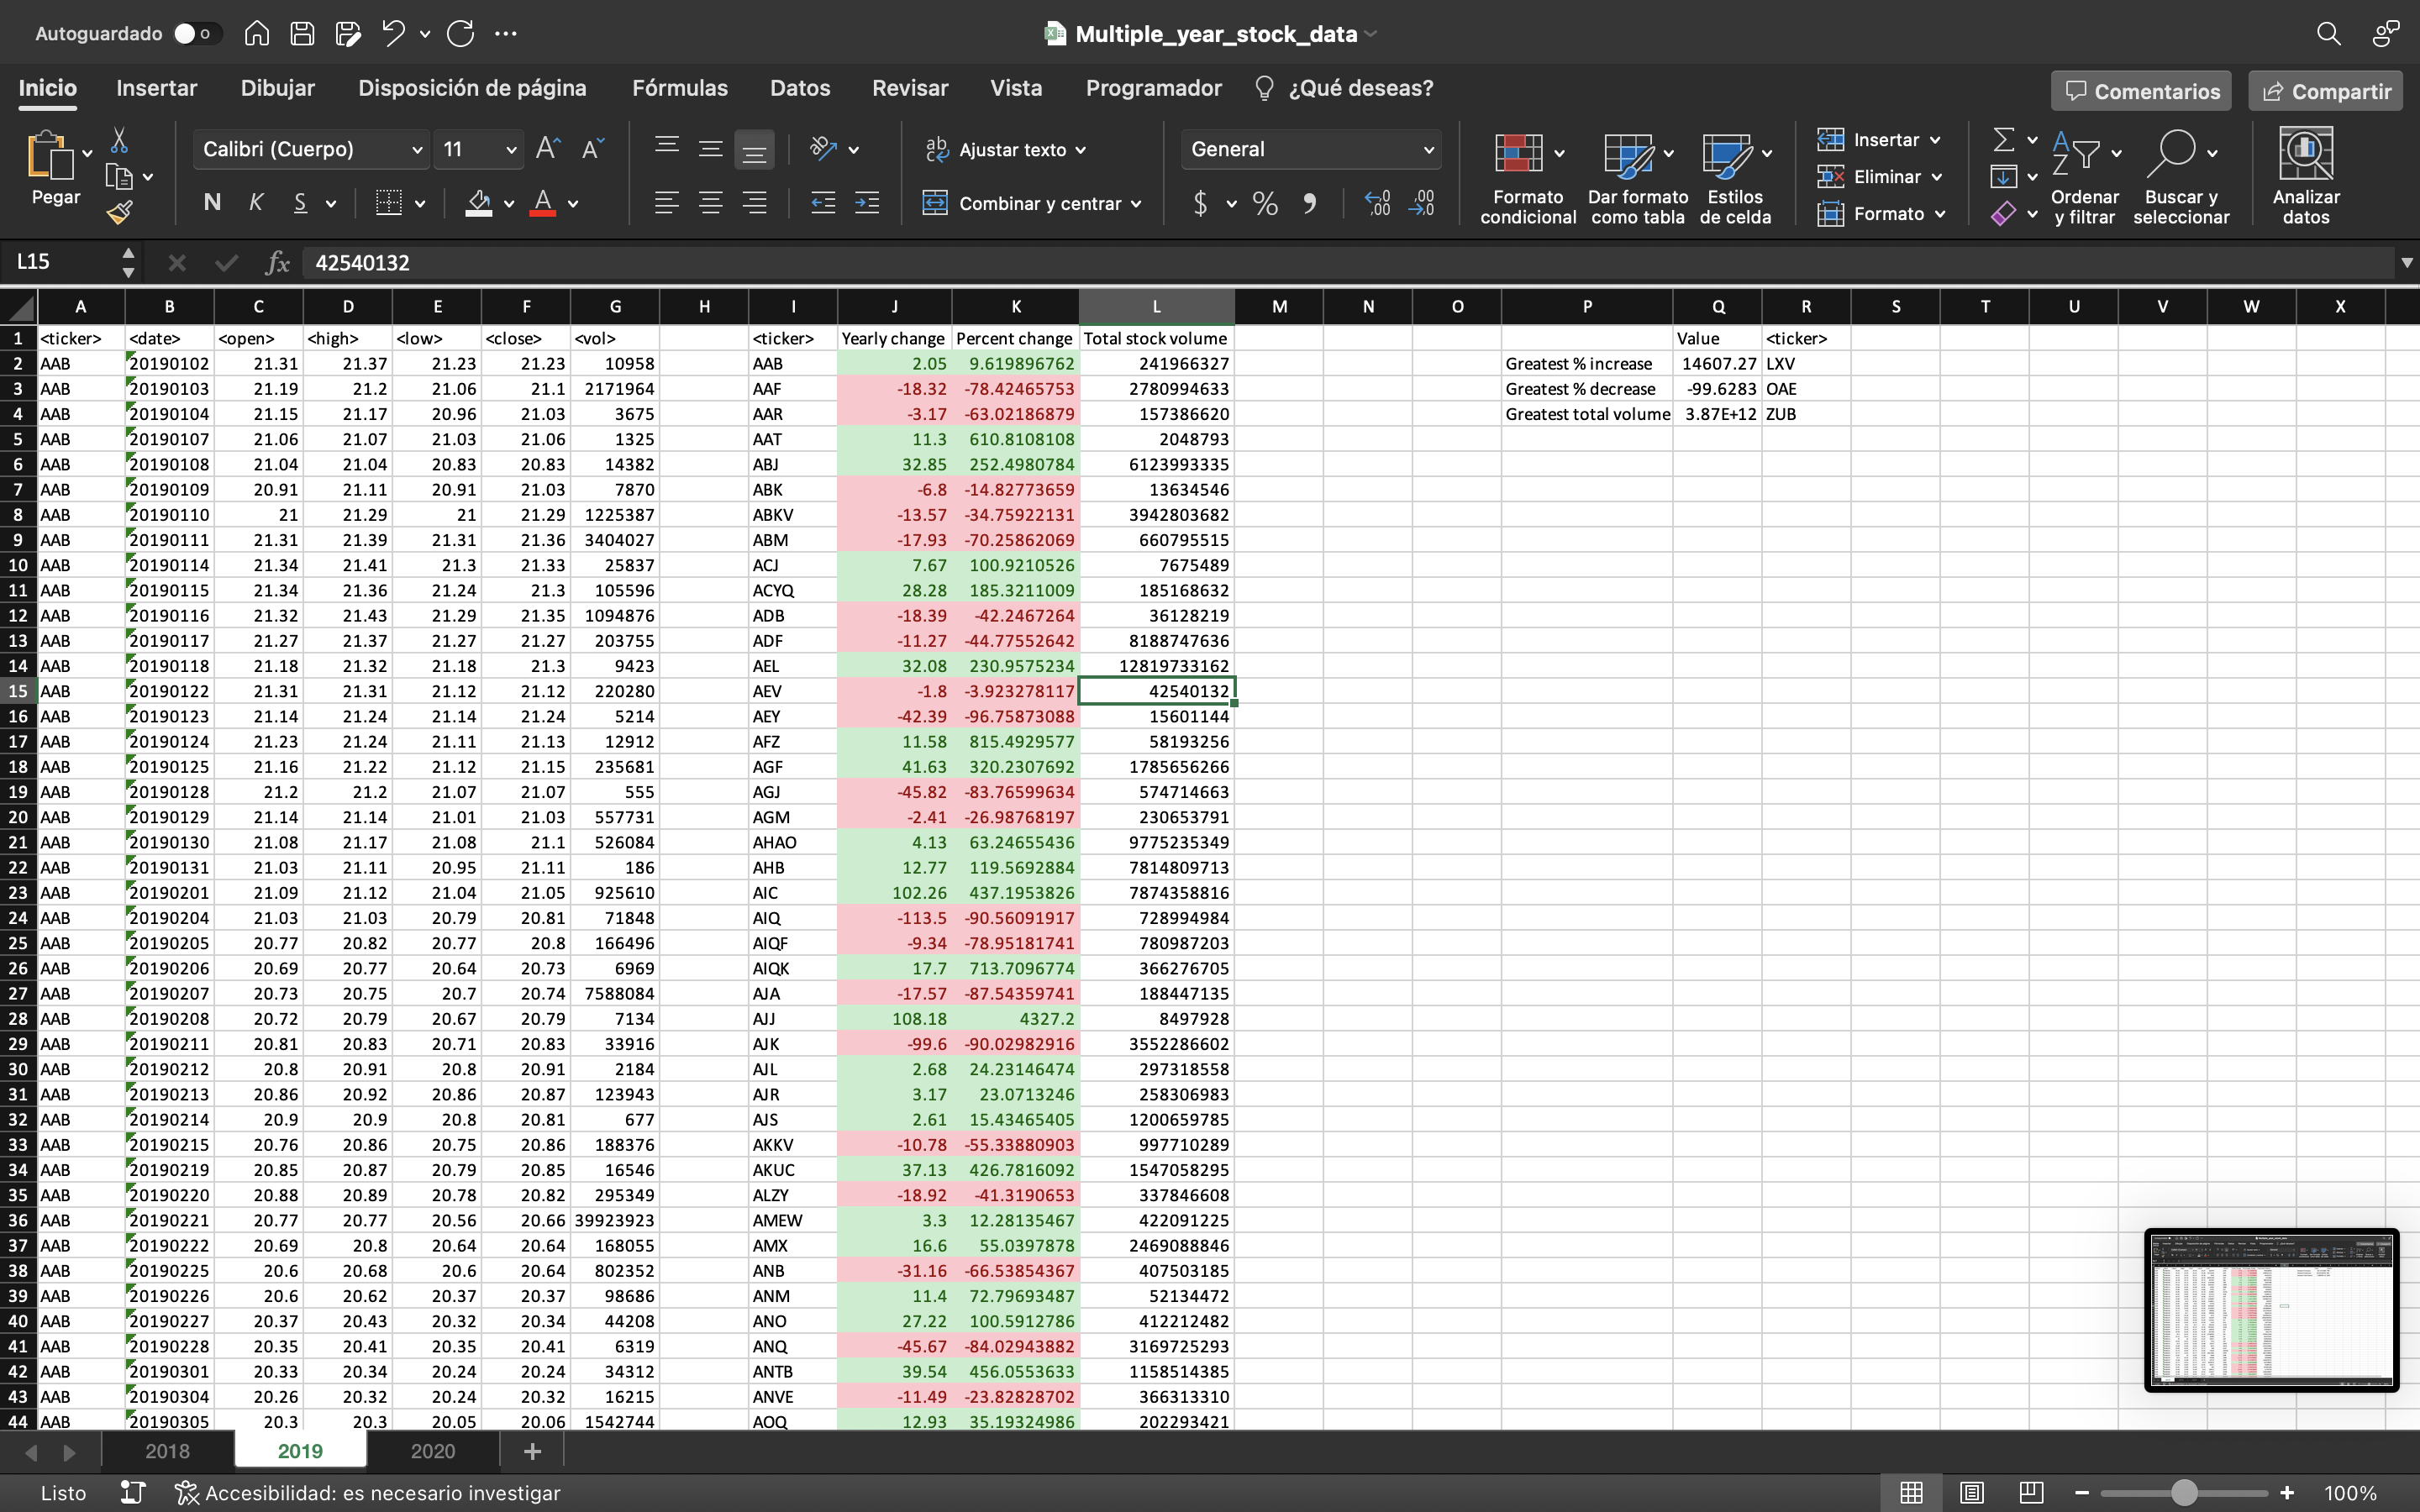 Autoguardado
Multiple_year_stock_data
Inicio Insertar Dibujar Disposición de página Fórmulas Datos Revisar Vista Programador ¿Qué deseas? Comentarios Compartir
Pegar Calibri (Cuerpo) 11 Ajustar texto General Insertar
N K S Combinar y centrar $ % Formato condicional Dar formato como tabla Estilos de celda Eliminar Formato Ordenar y filtrar Buscar y seleccionar Analizar datos
L15 fx 42540132
A B C D E F G H I J K L M N O P Q R S T U V W X
1 <ticker> <date> <open> <high> <low> <close> <vol> <ticker> Yearly change Percent change Total stock volume Value <ticker>
2 AAB 20190102 21.31 21.37 21.23 21.23 10958 AAB 2.05 9.619896762 241966327 Greatest % increase 14607.27 LXV
3 AAB 20190103 21.19 21.2 21.06 21.1 2171964 AAF -18.32 -78.42465753 2780994633 Greatest % decrease -99.6283 OAE
4 AAB 20190104 21.15 21.17 20.96 21.03 3675 AAR -3.17 -63.02186879 157386620 Greatest total volume 3.87E+12 ZUB
5 AAB 20190107 21.06 21.07 21.03 21.06 1325 AAT 11.3 610.8108108 2048793
6 AAB 20190108 21.04 21.04 20.83 20.83 14382 ABJ 32.85 252.4980784 6123993335
7 AAB 20190109 20.91 21.11 20.91 21.03 7870 ABK -6.8 -14.82773659 13634546
8 AAB 20190110 21 21.29 21 21.29 1225387 ABKV -13.57 -34.75922131 3942803682
9 AAB 20190111 21.31 21.39 21.31 21.36 3404027 ABM -17.93 -70.25862069 660795515
10 AAB 20190114 21.34 21.41 21.3 21.33 25837 ACJ 7.67 100.9210526 7675489
11 AAB 20190115 21.34 21.36 21.24 21.3 105596 ACYQ 28.28 185.3211009 185168632
12 AAB 20190116 21.32 21.43 21.29 21.35 1094876 ADB -18.39 -42.2467264 36128219
13 AAB 20190117 21.27 21.37 21.27 21.27 203755 ADF -11.27 -44.77552642 8188747636
14 AAB 20190118 21.18 21.32 21.18 21.3 9423 AEL 32.08 230.9575234 12819733162
15 AAB 20190122 21.31 21.31 21.12 21.12 220280 AEV -1.8 -3.923278117 42540132
16 AAB 20190123 21.14 21.24 21.14 21.24 5214 AEY -42.39 -96.75873088 15601144
17 AAB 20190124 21.23 21.24 21.11 21.13 12912 AFZ 11.58 815.4929577 58193256
18 AAB 20190125 21.16 21.22 21.12 21.15 235681 AGF 41.63 320.2307692 1785656266
19 AAB 20190128 21.2 21.2 21.07 21.07 555 AGJ -45.82 -83.76599634 574714663
20 AAB 20190129 21.14 21.14 21.01 21.03 557731 AGM -2.41 -26.98768197 230653791
21 AAB 20190130 21.08 21.17 21.08 21.1 526084 AHAO 4.13 63.24655436 9775235349
22 AAB 20190131 21.03 21.11 20.95 21.11 186 AHB 12.77 119.5692884 7814809713
23 AAB 20190201 21.09 21.12 21.04 21.05 925610 AIC 102.26 437.1953826 7874358816
24 AAB 20190204 21.03 21.03 20.79 20.81 71848 AIQ -113.5 -90.56091917 728994984
25 AAB 20190205 20.77 20.82 20.77 20.8 166496 AIQF -9.34 -78.95181741 780987203
26 AAB 20190206 20.69 20.77 20.64 20.73 6969 AIQK 17.7 713.7096774 366276705
27 AAB 20190207 20.73 20.75 20.7 20.74 7588084 AJA -17.57 -87.54359741 188447135
28 AAB 20190208 20.72 20.79 20.67 20.79 7134 AJJ 108.18 4327.2 8497928
29 AAB 20190211 20.81 20.83 20.71 20.83 33916 AJK -99.6 -90.02982916 3552286602
30 AAB 20190212 20.8 20.91 20.8 20.91 2184 AJL 2.68 24.23146474 297318558
31 AAB 20190213 20.86 20.92 20.86 20.87 123943 AJR 3.17 23.0713246 258306983
32 AAB 20190214 20.9 20.9 20.8 20.81 677 AJS 2.61 15.43465405 1200659785
33 AAB 20190215 20.76 20.86 20.75 20.86 188376 AKKV -10.78 -55.33880903 997710289
34 AAB 20190219 20.85 20.87 20.79 20.85 16546 AKUC 37.13 426.7816092 1547058295
35 AAB 20190220 20.88 20.89 20.78 20.82 295349 ALZY -18.92 -41.3190653 337846608
36 AAB 20190221 20.77 20.77 20.56 20.66 39923923 AMEW 3.3 12.28135467 422091225
37 AAB 20190222 20.69 20.8 20.64 20.64 168055 AMX 16.6 55.0397878 2469088846
38 AAB 20190225 20.6 20.68 20.6 20.64 802352 ANB -31.16 -66.53854367 407503185
39 AAB 20190226 20.6 20.62 20.37 20.37 98686 ANM 11.4 72.79693487 52134472
40 AAB 20190227 20.37 20.43 20.32 20.34 44208 ANO 27.22 100.5912786 412212482
41 AAB 20190228 20.35 20.41 20.35 20.41 6319 ANQ -45.67 -84.02943882 3169725293
42 AAB 20190301 20.33 20.34 20.24 20.24 34312 ANTB 39.54 456.0553633 1158514385
43 AAB 20190304 20.26 20.32 20.24 20.32 16215 ANVE -11.49 -23.82828702 366313310
44 AAB 20190305 20.3 20.3 20.05 20.06 1542744 AOQ 12.93 35.19324986 202293421
2018 2019 2020 +
Listo Accesibilidad: es necesario investigar 100%